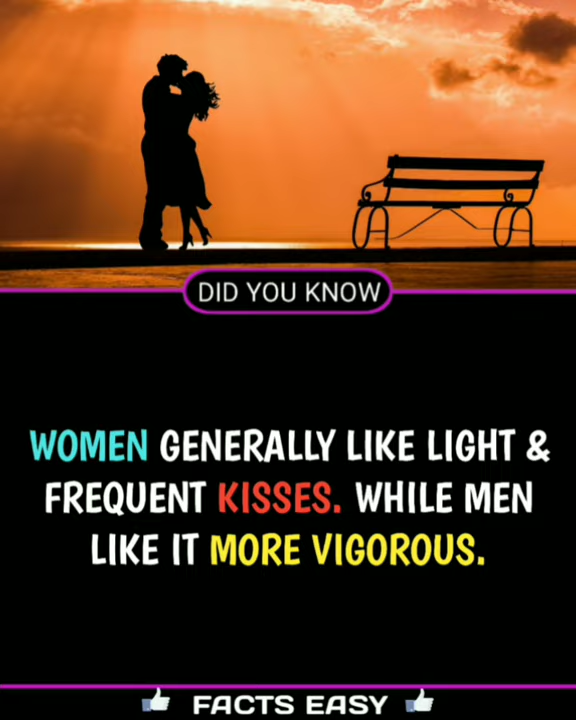 DID YOU KNOW
WOMEN GENERALLY LIKE LIGHT &
FREQUENT KISSES. WHILE MEN
LIKE IT MORE VIGOROUS.
FACTS EASY